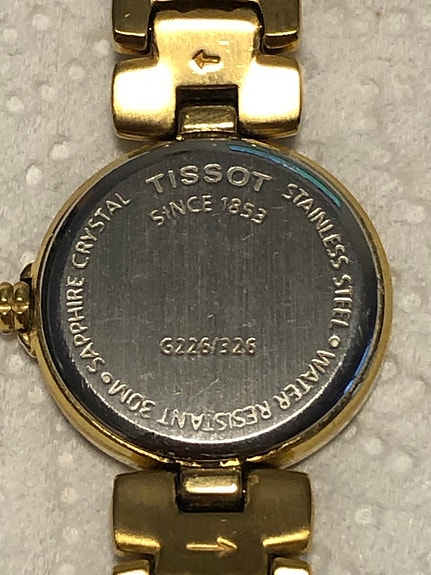 TISSOT
SINCE 1853
STAINLESS STEEL • WATER RESISTANT 30M • SAPPHIRE CRYSTAL
G226/326